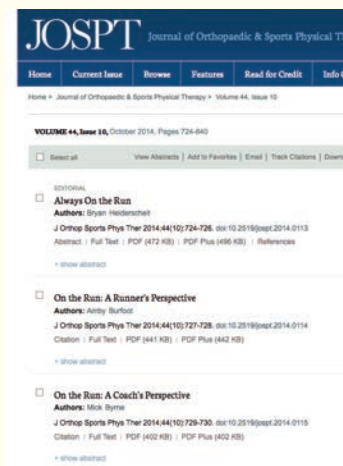 JOSPT Journal of Orthopaedic & Sports Physical
Home Current Issue Browse Features Read for Credit Info
Home > Journal of Orthopaedic & Sports Physical Therapy > Volume 44, Issue 10
VOLUME 44, Issue 10, October 2014, Pages 724-840
Select all View Abstracts | Add to Favorites | Email | Track Citations |
EDITORIAL
Always On the Run
Authors: Bryan Heiderscheit
J Orthop Sports Phys Ther 2014;44(10):724-726. doi:10.2519/jospt.2014.0113
Abstract | Full Text | PDF (472 KB) | PDF Plus (496 KB) | References
+ show abstract
On the Run: A Runner's Perspective
Authors: Amby Burfoot
J Orthop Sports Phys Ther 2014;44(10):727-728. doi:10.2519/jospt.2014.0114
Citation | Full Text | PDF (441 KB) | PDF Plus (442 KB)
+ show abstract
On the Run: A Coach's Perspective
Authors: Mick Byrne
J Orthop Sports Phys Ther 2014;44(10):729-730. doi:10.2519/jospt.2014.0115
Citation | Full Text | PDF (402 KB) | PDF Plus (402 KB)
+ show abstract